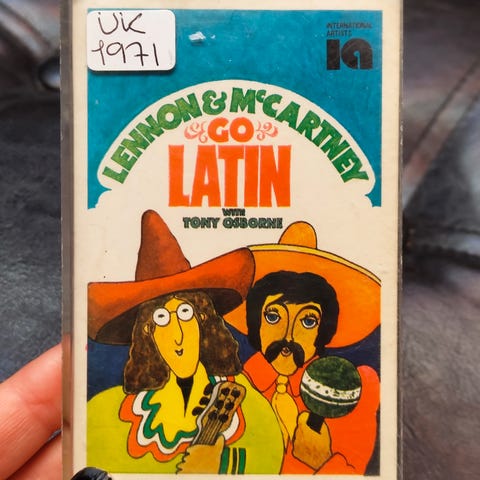 UK
1971
INTERNATIONAL
ARTISTS
ia
LENNON & McCARTNEY
GO
LATIN
WITH
TONY OSBORNE